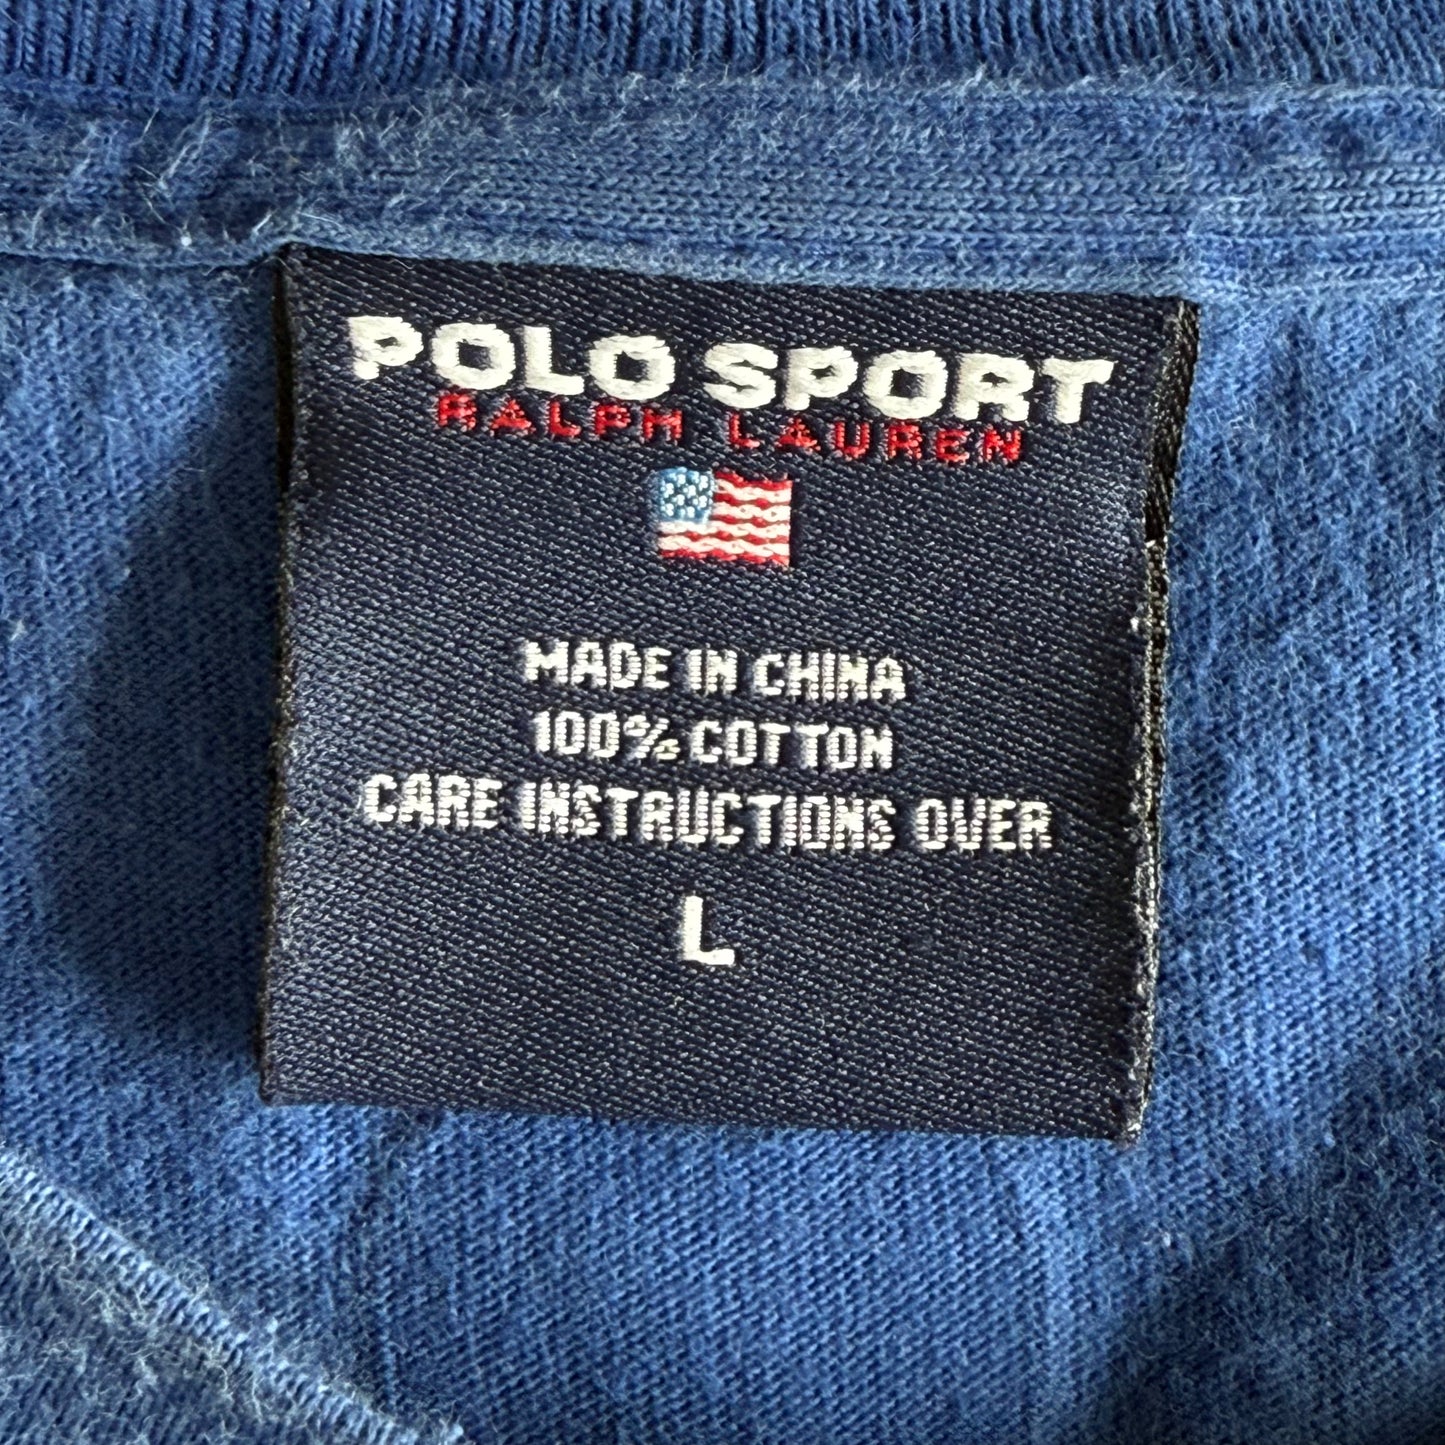 POLO SPORT
RALPH LAUREN
MADE IN CHINA
100% COTTON
CARE INSTRUCTIONS OVER
L